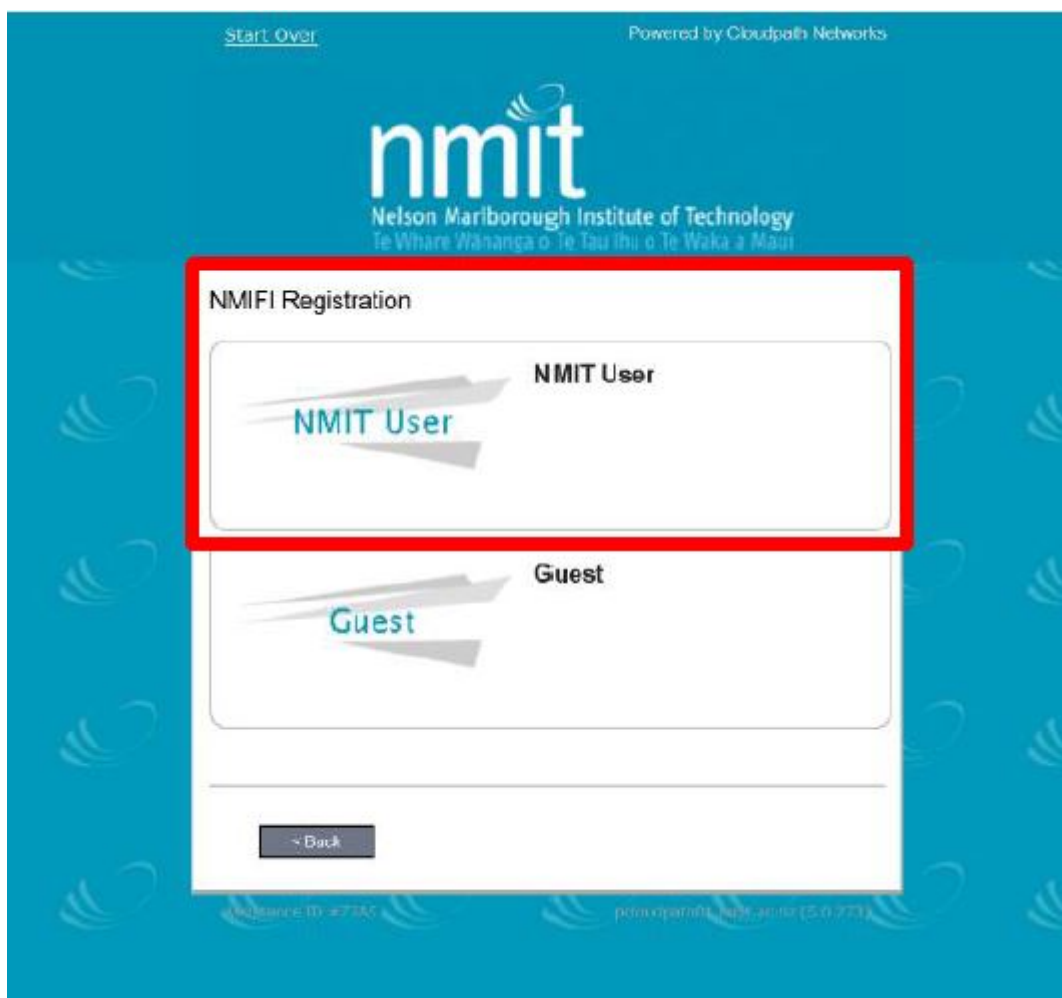 Start Over
Powered by Cloudpath Networks
nmit
Nelson Marlborough Institute of Technology
Te Whare Wānanga o Te Tau Ihu o Te Waka a Maui
NMIFI Registration
NMIT User
NMIT User
Guest
Guest
< Back